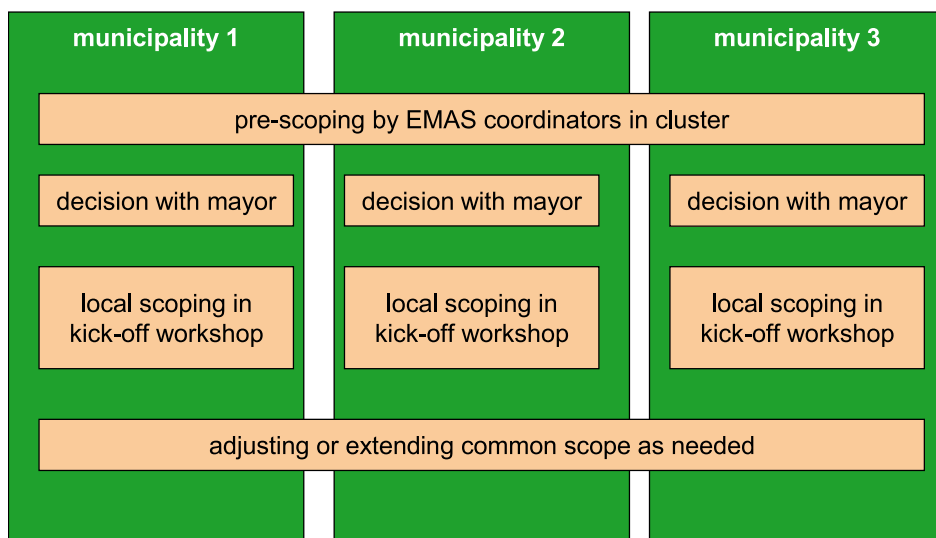 municipality 1
municipality 2
municipality 3
pre-scoping by EMAS coordinators in cluster
decision with mayor
decision with mayor
decision with mayor
local scoping in
kick-off workshop
local scoping in
kick-off workshop
local scoping in
kick-off workshop
adjusting or extending common scope as needed